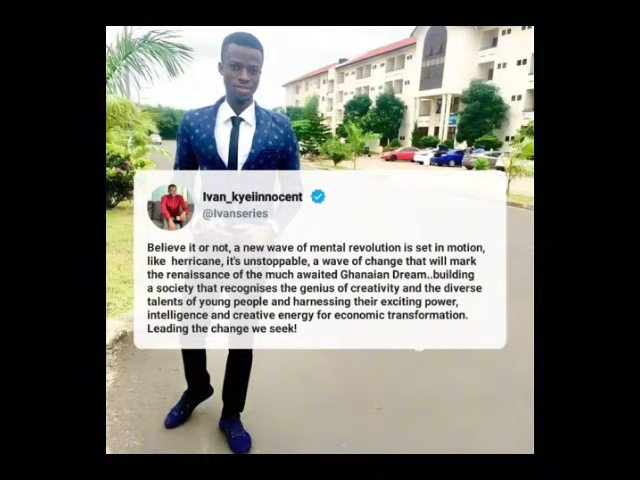 Ivan_kyeiinnocent
@Ivanseries
Believe it or not, a new wave of mental revolution is set in motion,
like herricane, it's unstoppable, a wave of change that will mark
the renaissance of the much awaited Ghanaian Dream..building
a society that recognises the genius of creativity and the diverse
talents of young people and harnessing their exciting power,
intelligence and creative energy for economic transformation.
Leading the change we seek!